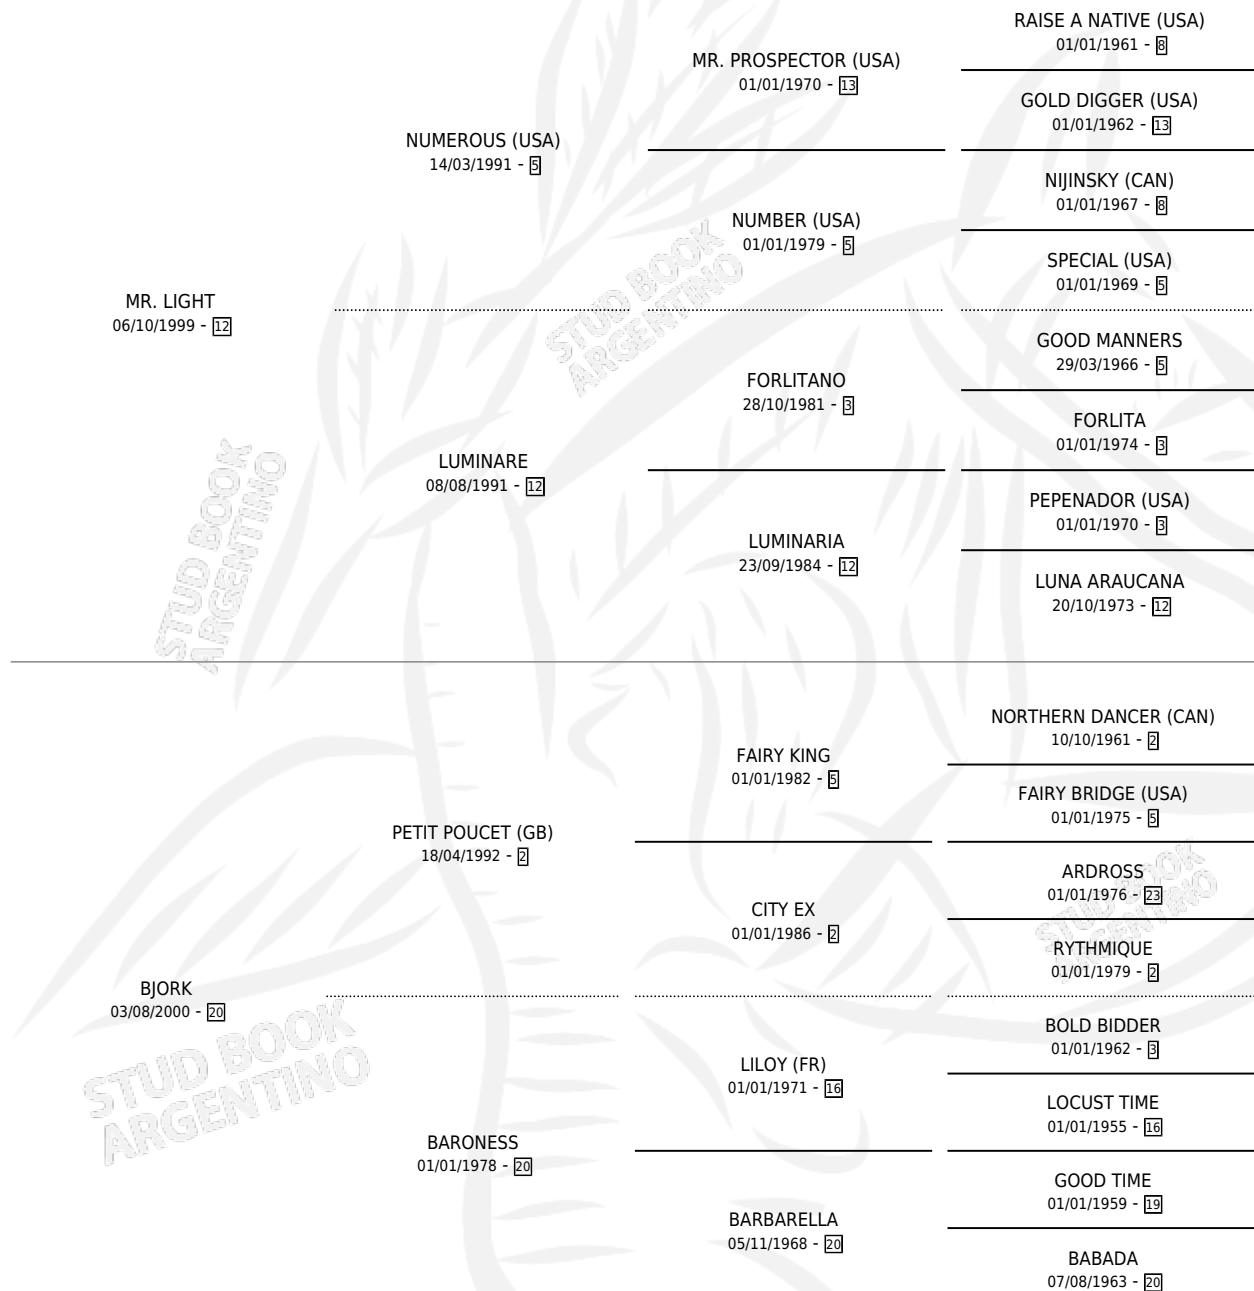 RAISE A NATIVE (USA)
01/01/1961 - 8
MR. PROSPECTOR (USA)
01/01/1970 - 13
GOLD DIGGER (USA)
01/01/1962 - 13
NUMEROUS (USA)
14/03/1991 - 5
NIJINSKY (CAN)
01/01/1967 - 8
NUMBER (USA)
01/01/1979 - 5
SPECIAL (USA)
01/01/1969 - 5
MR. LIGHT
06/10/1999 - 12
GOOD MANNERS
29/03/1966 - 5
FORLITANO
28/10/1981 - 3
FORLITA
01/01/1974 - 3
LUMINARE
08/08/1991 - 12
PEPENADOR (USA)
01/01/1970 - 3
LUMINARIA
23/09/1984 - 12
LUNA ARAUCANA
20/10/1973 - 12
NORTHERN DANCER (CAN)
10/10/1961 - 2
FAIRY KING
01/01/1982 - 5
FAIRY BRIDGE (USA)
01/01/1975 - 5
PETIT POUCET (GB)
18/04/1992 - 2
ARDROSS
01/01/1976 - 23
CITY EX
01/01/1986 - 2
RYTHMIQUE
01/01/1979 - 2
BJORK
03/08/2000 - 20
BOLD BIDDER
01/01/1962 - 3
LILOY (FR)
01/01/1971 - 16
LOCUST TIME
01/01/1955 - 16
BARONESS
01/01/1978 - 20
GOOD TIME
01/01/1959 - 19
BARBARELLA
05/11/1968 - 20
BABADA
07/08/1963 - 20
STUD BOOK
ARGENTINO
STUD BOOK
ARGENTINO
STUD BOOK
ARGENTINO
STUD BOOK
ARGENTINO